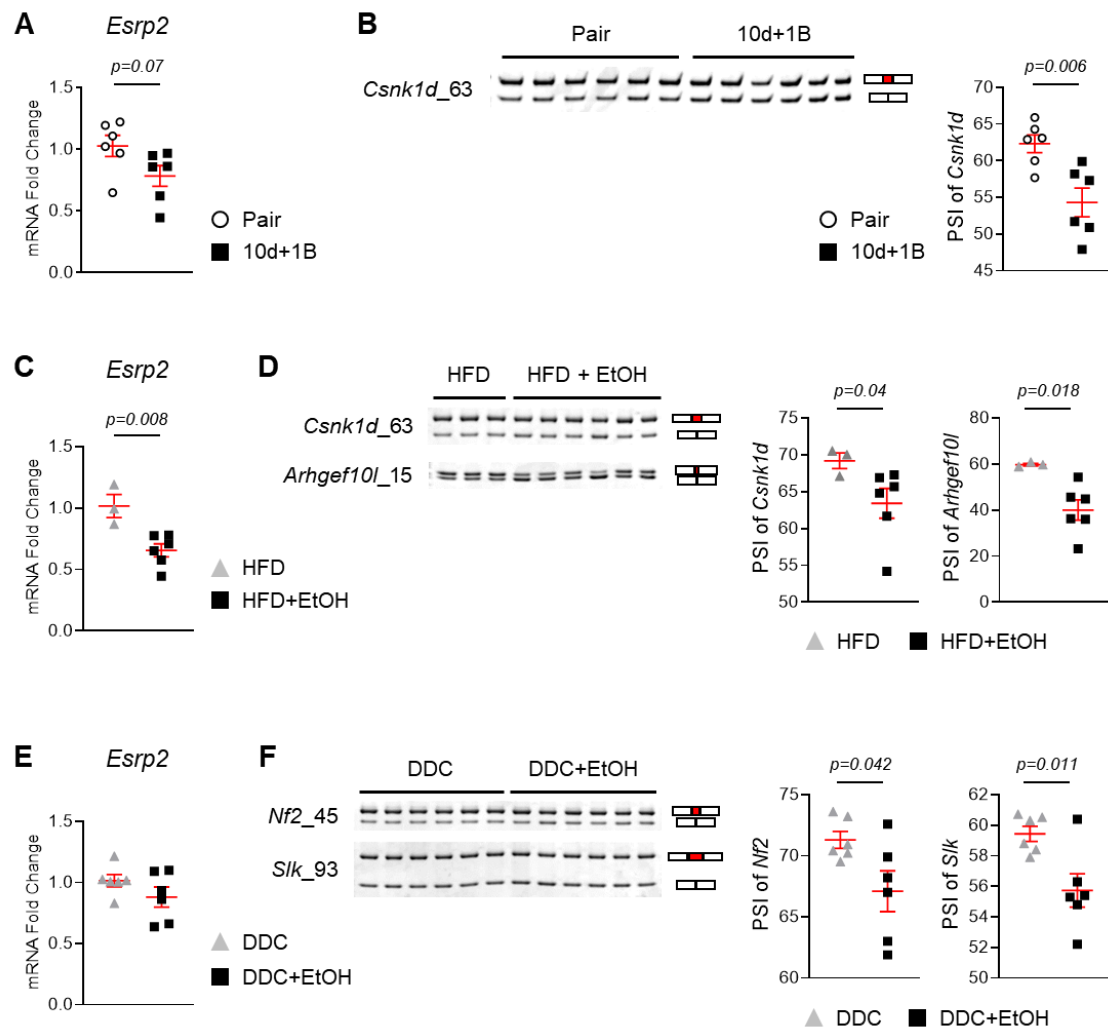 A
Esrp2
p=0.07
1.5
1.0
0.5
0.0
mRNA Fold Change
Pair
10d+1B
B
Pair
10d+1B
Csnk1d_63
Pair
10d+1B
p=0.006
70
65
60
55
50
45
PSI of Csnk1d
C
Esrp2
p=0.008
1.5
1.0
0.5
0.0
mRNA Fold Change
HFD
HFD+EtOH
D
HFD
HFD + EtOH
Csnk1d_63
Arhgef10l_15
p=0.04
75
70
65
60
55
50
PSI of Csnk1d
p=0.018
80
60
40
20
0
PSI of Arhgef10l
HFD
HFD+EtOH
E
Esrp2
1.5
1.0
0.5
0.0
mRNA Fold Change
DDC
DDC+EtOH
F
DDC
DDC+EtOH
Nf2_45
Slk_93
p=0.042
75
70
65
60
PSI of Nf2
p=0.011
62
60
58
56
54
52
50
PSI of Slk
DDC
DDC+EtOH